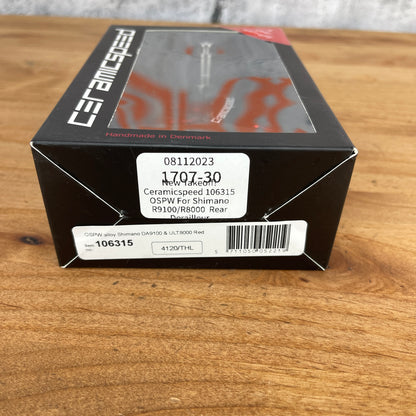 ceramicspeed
Handmade in Denmark
08112023
1707-30
New Takeoff!
Ceramicspeed 106315
OSPW For Shimano
R9100/R8000 Rear
Derailleur
OSPW alloy Shimano DA9100 & ULT8000 Red
Item
106315
4120/THL